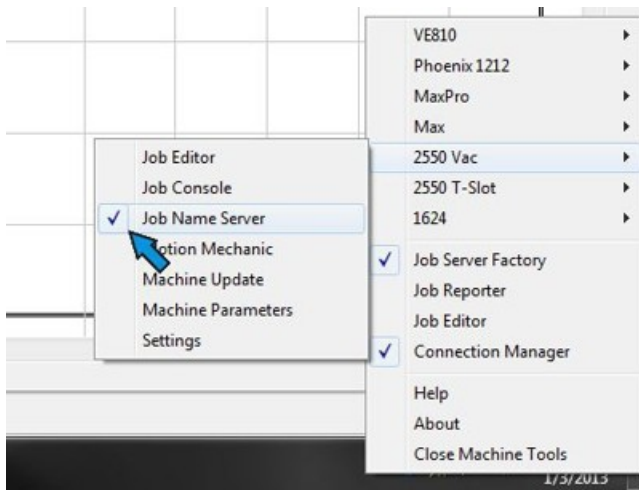 VE810
Phoenix 1212
MaxPro
Max
2550 Vac
2550 T-Slot
1624
Job Server Factory
Job Reporter
Job Editor
Connection Manager
Help
About
Close Machine Tools
Job Editor
Job Console
Job Name Server
otion Mechanic
Machine Update
Machine Parameters
Settings
1/3/2013